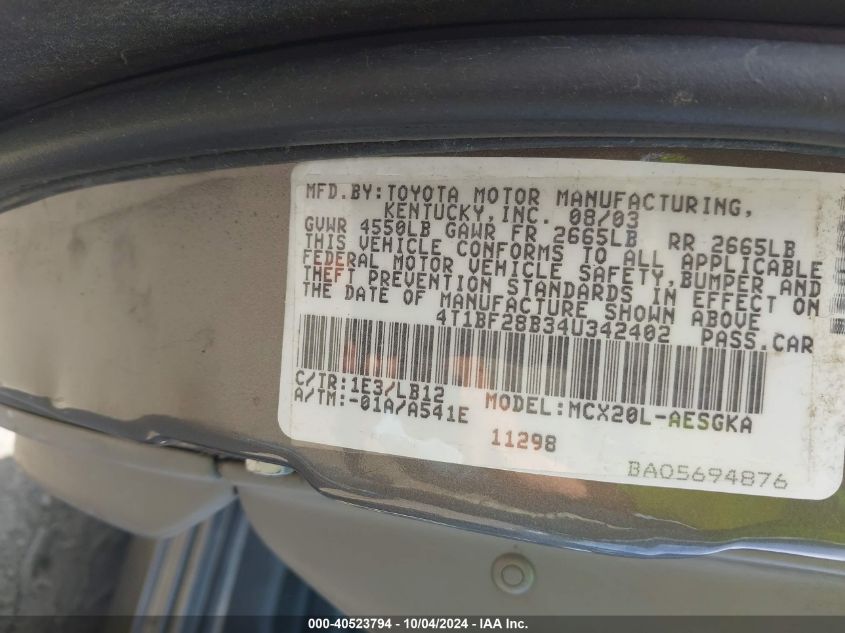 MFD.BY:TOYOTA MOTOR MANUFACTURING,
KENTUCKY,INC. 08/03
GVWR 4550LB GAWR FR 2665LB RR 2665LB
THIS VEHICLE CONFORMS TO ALL APPLICABLE
FEDERAL MOTOR VEHICLE SAFETY,BUMPER AND
THEFT PREVENTION STANDARDS IN EFFECT ON
THE DATE OF MANUFACTURE SHOWN ABOVE
4T1BF28B34U342402 PASS.CAR
C/TR:1E3/LB12
A/TM:-01A/A541E MODEL:MCX20L-AESGKA
11298
BA05694876
000-40523794 - 10/04/2024 - IAA Inc.